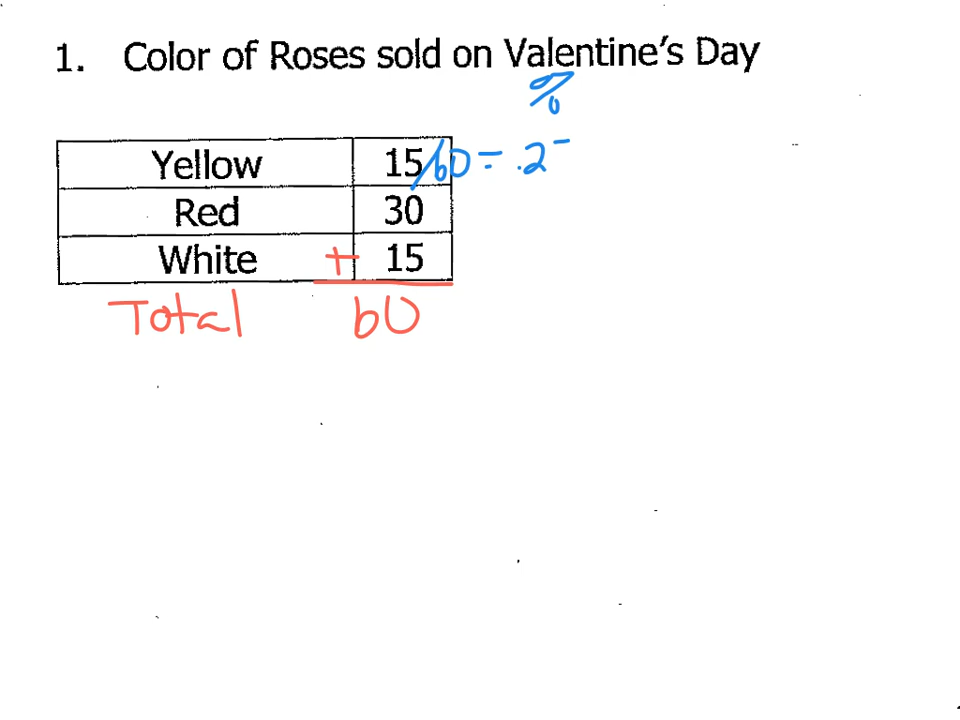 1. Color of Roses sold on Valentine's Day
%
Yellow 15/60 = .2
Red 30
White + 15
Total 60